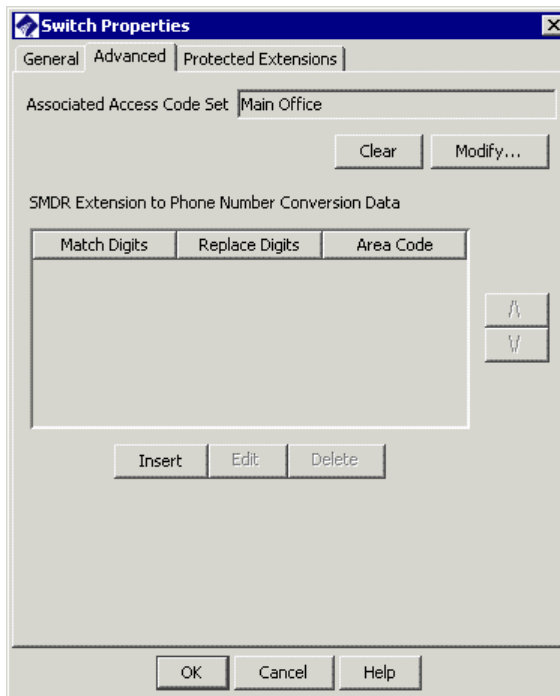 Switch Properties
General Advanced Protected Extensions
Associated Access Code Set Main Office
Clear Modify...
SMDR Extension to Phone Number Conversion Data
Match Digits Replace Digits Area Code
/\
\/
Insert Edit Delete
OK Cancel Help